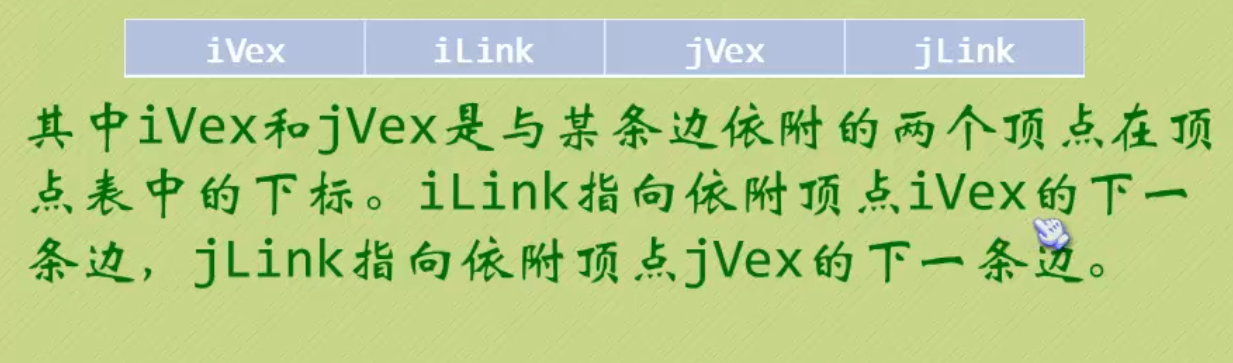 iVex iLink jVex jLink
其中iVex和jVex是与某条边依附的两个顶点在顶
点表中的下标。iLink指向依附顶点iVex的下一
条边，jLink指向依附顶点jVex的下一条边。